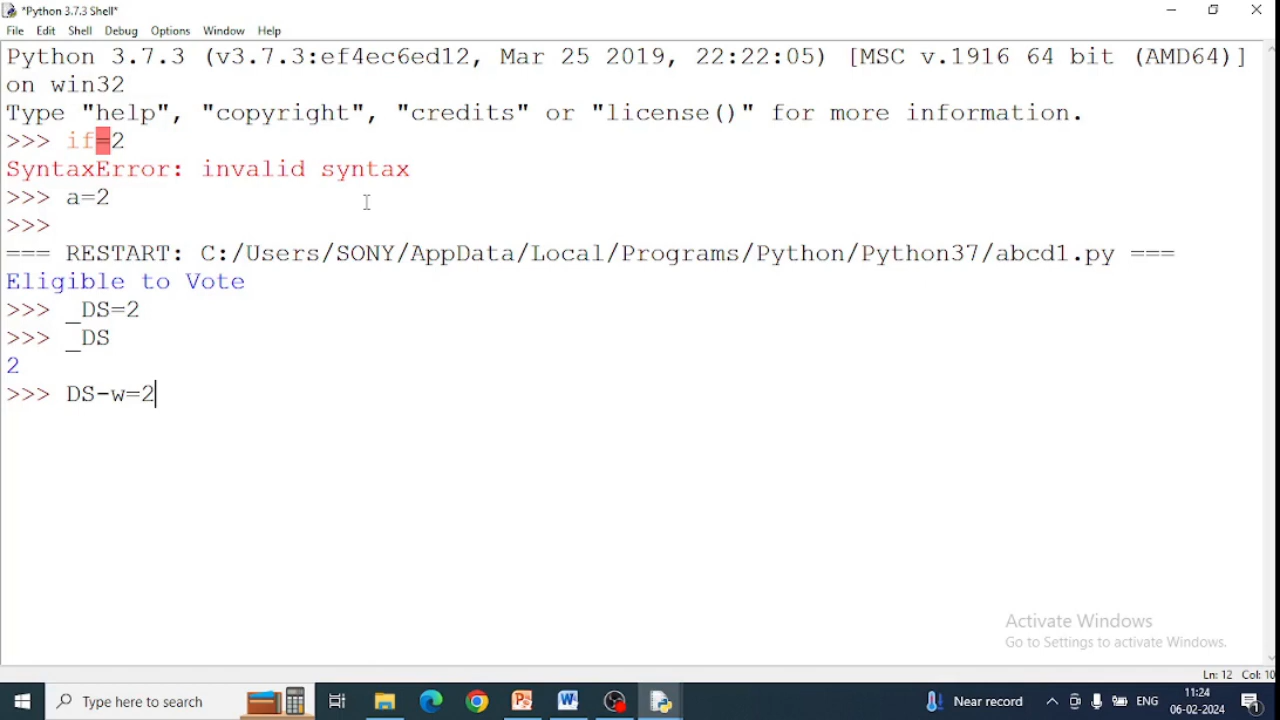 *Python 3.7.3 Shell*
File Edit Shell Debug Options Window Help
Python 3.7.3 (v3.7.3:ef4ec6ed12, Mar 25 2019, 22:22:05) [MSC v.1916 64 bit (AMD64)]
on win32
Type "help", "copyright", "credits" or "license()" for more information.
>>> if=2
SyntaxError: invalid syntax
>>> a=2
>>>
=== RESTART: C:/Users/SONY/AppData/Local/Programs/Python/Python37/abcd1.py ===
Eligible to Vote
>>> _DS=2
>>> _DS
2
>>> DS-w=2
Activate Windows
Go to Settings to activate Windows.
Ln: 12 Col: 10
Type here to search
Near record
ENG
11:24
06-02-2024
1